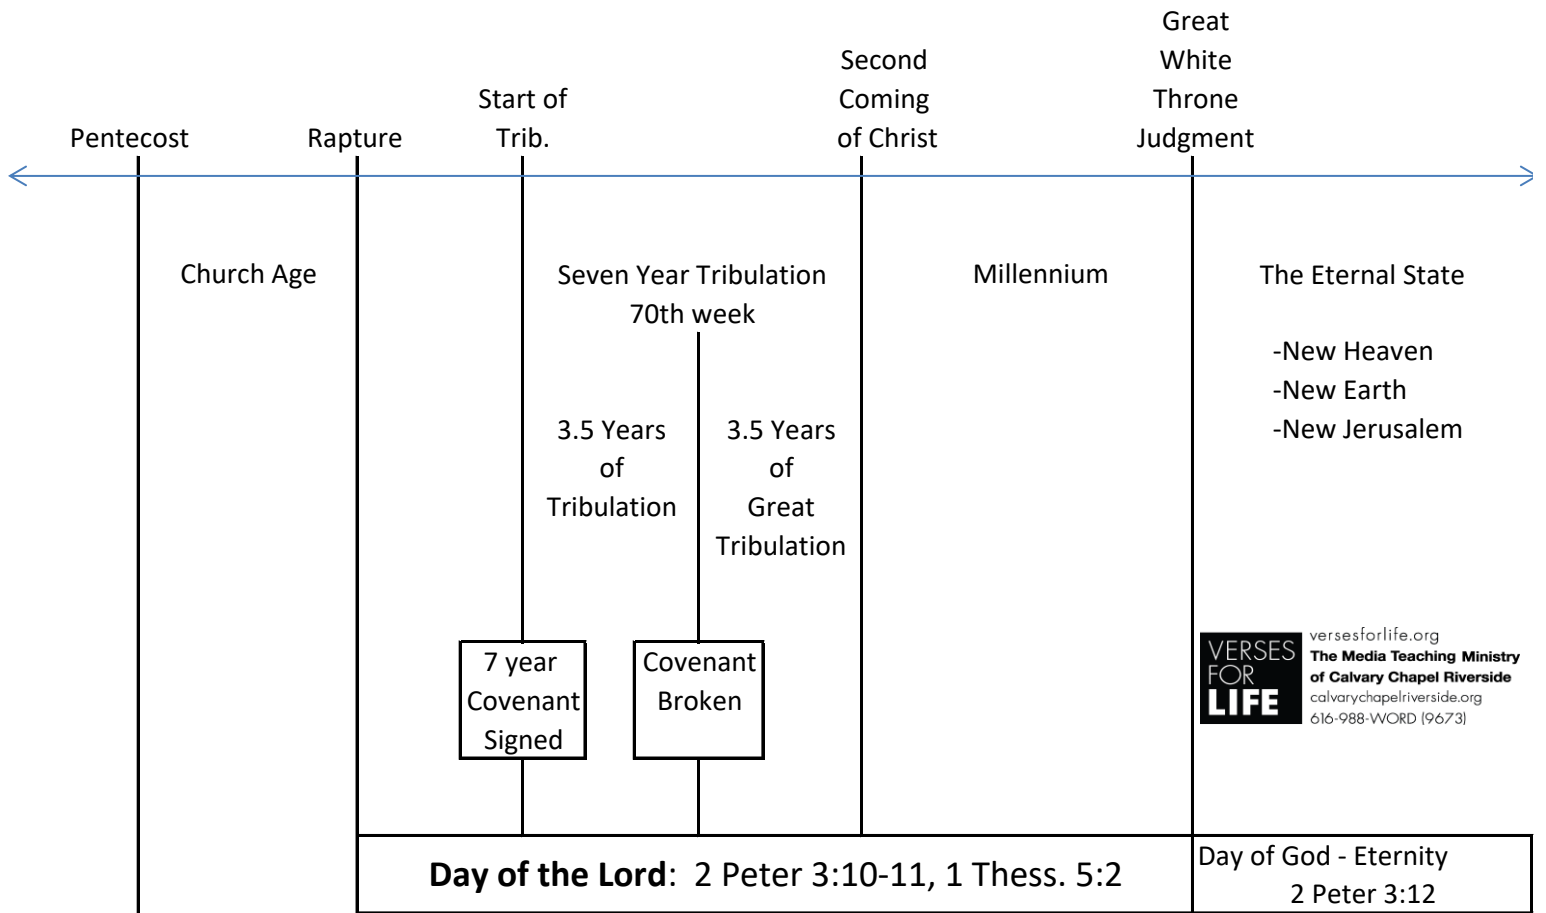 Pentecost
Rapture
Start of
Trib.
Second
Coming
of Christ
Great
White
Throne
Judgment
Church Age
Seven Year Tribulation
70th week
Millennium
The Eternal State
-New Heaven
-New Earth
-New Jerusalem
3.5 Years
of
Tribulation
3.5 Years
of
Great
Tribulation
7 year
Covenant
Signed
Covenant
Broken
VERSES
FOR
LIFE
versesforlife.org
The Media Teaching Ministry
of Calvary Chapel Riverside
calvarychapelriverside.org
616-988-WORD (9673)
Day of the Lord: 2 Peter 3:10-11, 1 Thess. 5:2
Day of God - Eternity
2 Peter 3:12